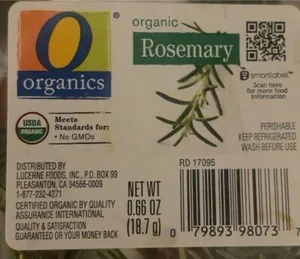 O
organics
organic
Rosemary
smartlabel™
Scan here
for more food
information
USDA
ORGANIC
Meets
Standards for:
• No GMOs
PERISHABLE
KEEP REFRIGERATED
WASH BEFORE USE
DISTRIBUTED BY
LUCERNE FOODS, INC., P.O. BOX 99
PLEASANTON, CA 94566-0009
1-877-232-4271
CERTIFIED ORGANIC BY QUALITY
ASSURANCE INTERNATIONAL
QUALITY & SATISFACTION
GUARANTEED OR YOUR MONEY BACK
RD 17095
NET WT
0.66 OZ
(18.7 g)
0 79893 98073 7